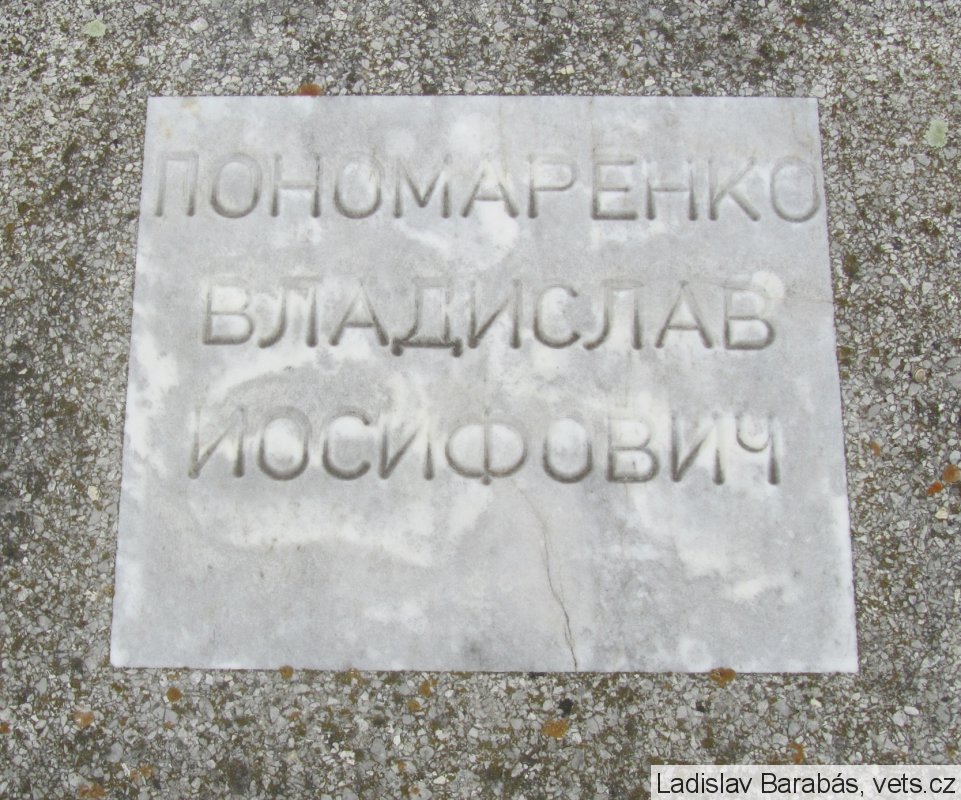 ПОНОМАРЕНКО
ВЛАДИСЛАВ
ИОСИФОВИЧ
Ladislav Barabás, vets.cz